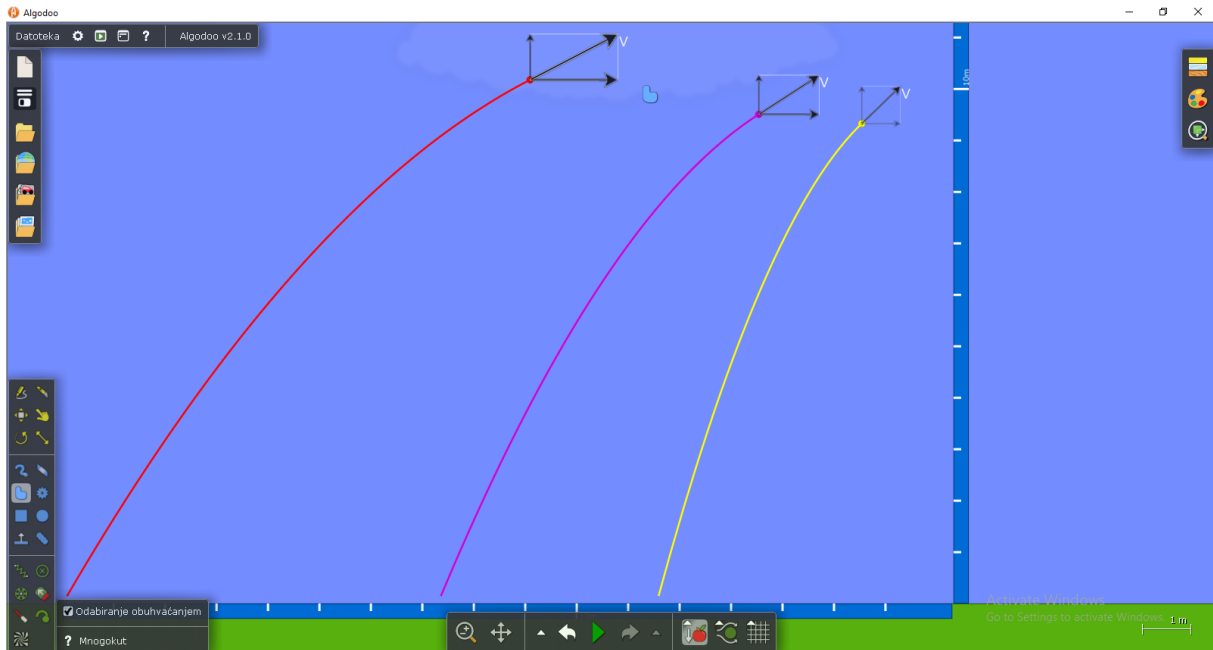 Algodoo
Datoteka ? Algodoo v2.1.0
V
V
V
10m
Odabiranje obuhvaćanjem
? Mnogokut
Activate Windows
Go to Settings to activate Windows.
1 m